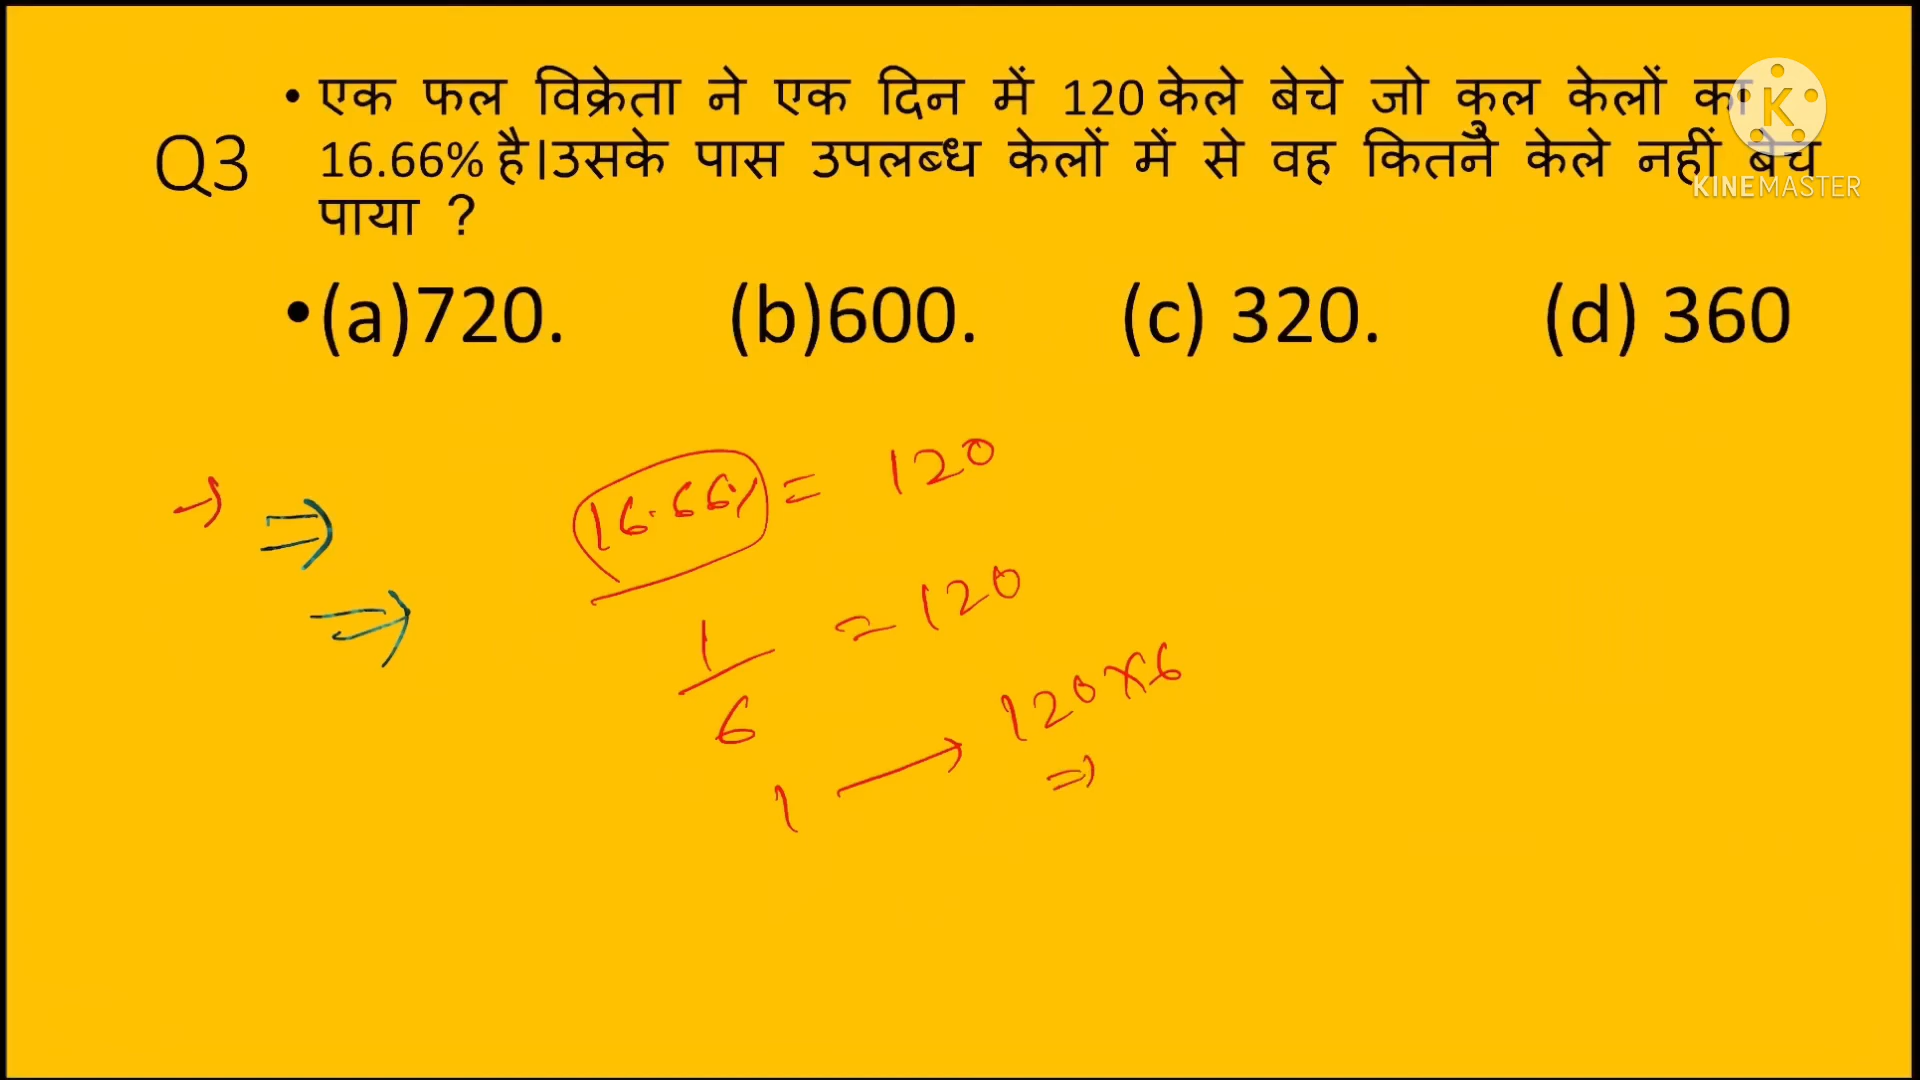 • एक फल विक्रेता ने एक दिन में 120 केले बेचे जो कुल केलों का
Q3
16.66% है।उसके पास उपलब्ध केलों में से वह कितने केले नहीं बेच
पाया ?
K
KINEMASTER
•(a)720. (b)600. (c) 320. (d) 360
16.66% = 120
1/6 = 120
1 → 120×6
⇒